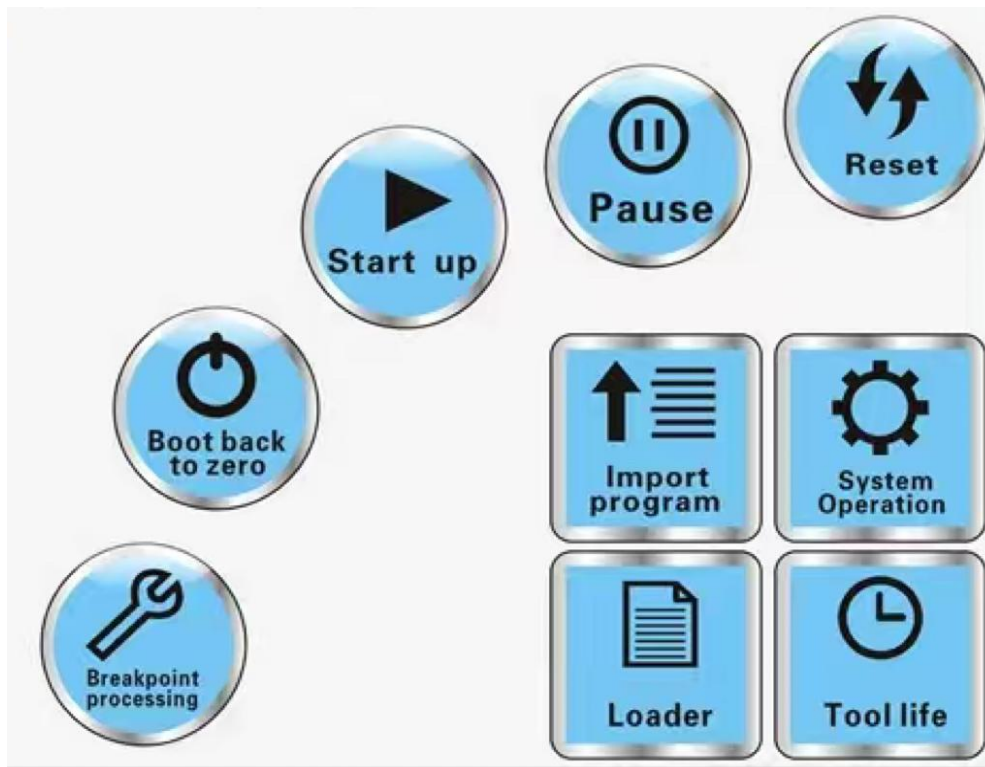 Reset
Pause
Start up
Boot back
to zero
Breakpoint
processing
Import
program
System
Operation
Loader
Tool life